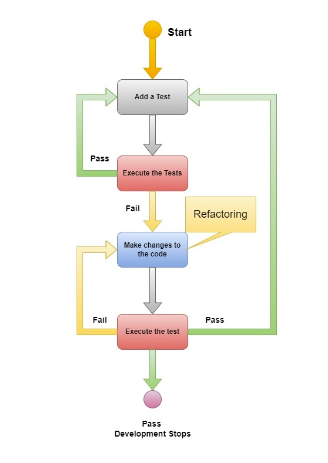 Start
Add a Test
Pass
Execute the Tests
Fail
Refactoring
Make changes to
the code
Fail
Execute the test
Pass
Pass
Development Stops